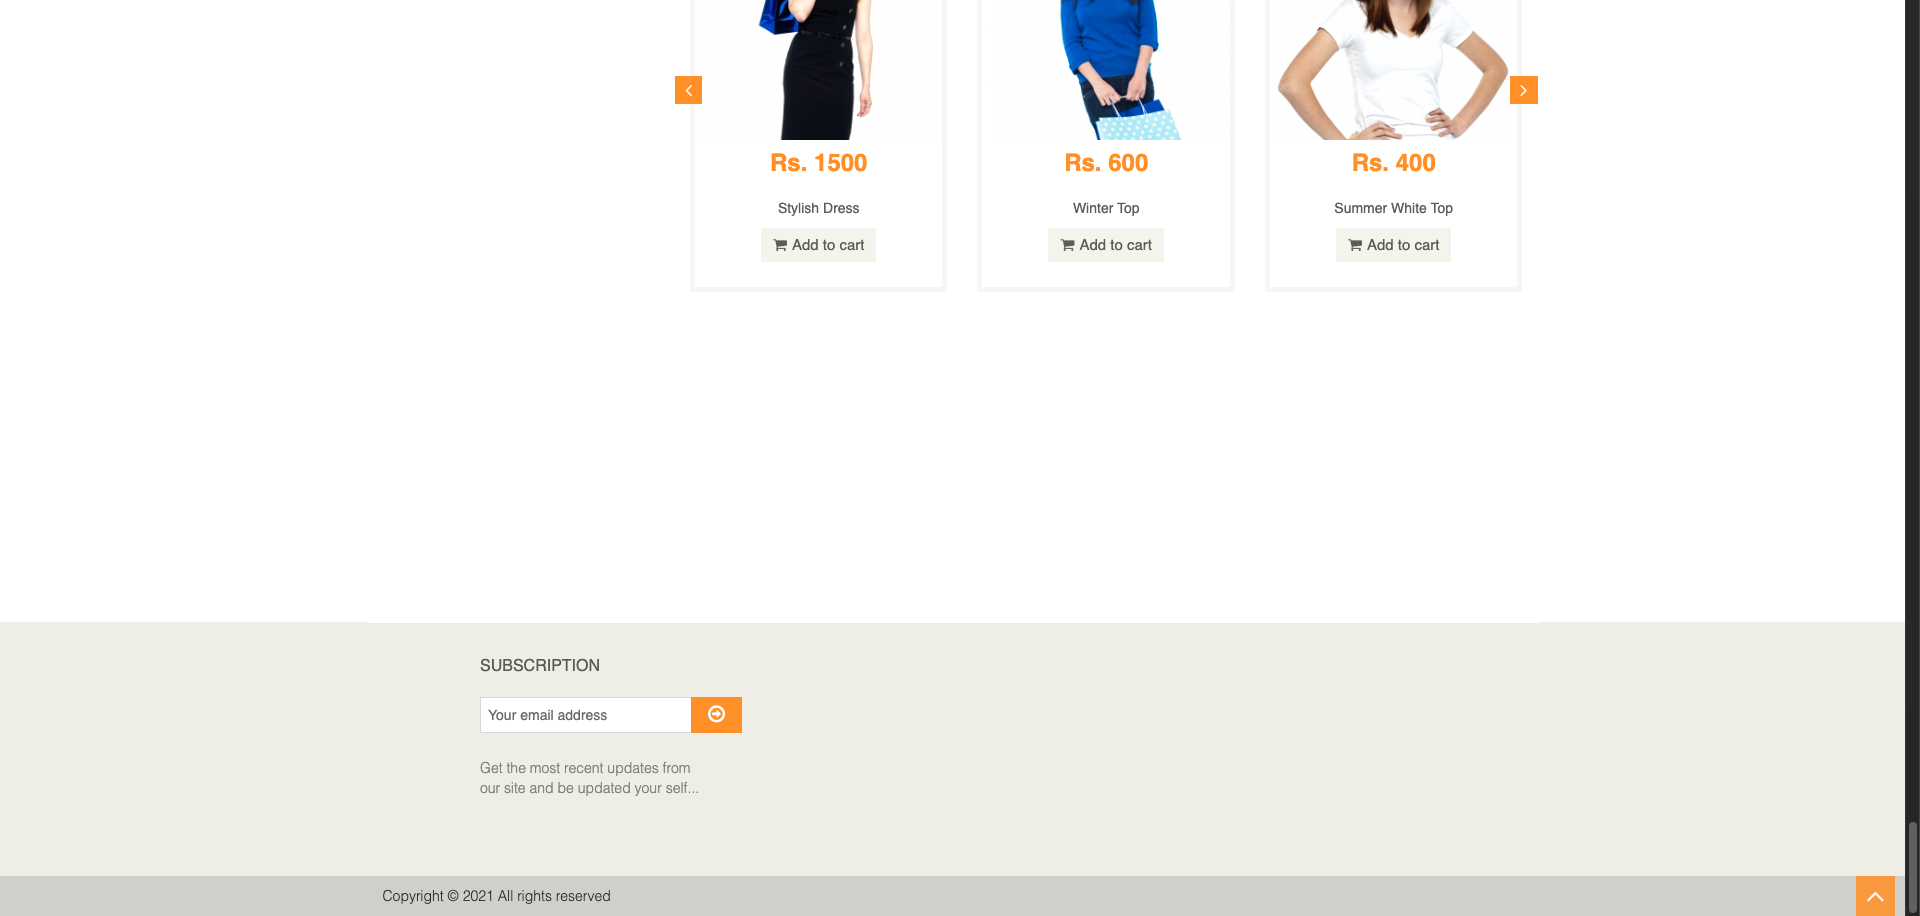 Rs. 1500
Rs. 600
Rs. 400
Stylish Dress
Winter Top
Summer White Top
Add to cart
Add to cart
Add to cart
SUBSCRIPTION
Your email address
Get the most recent updates from
our site and be updated your self...
Copyright © 2021 All rights reserved